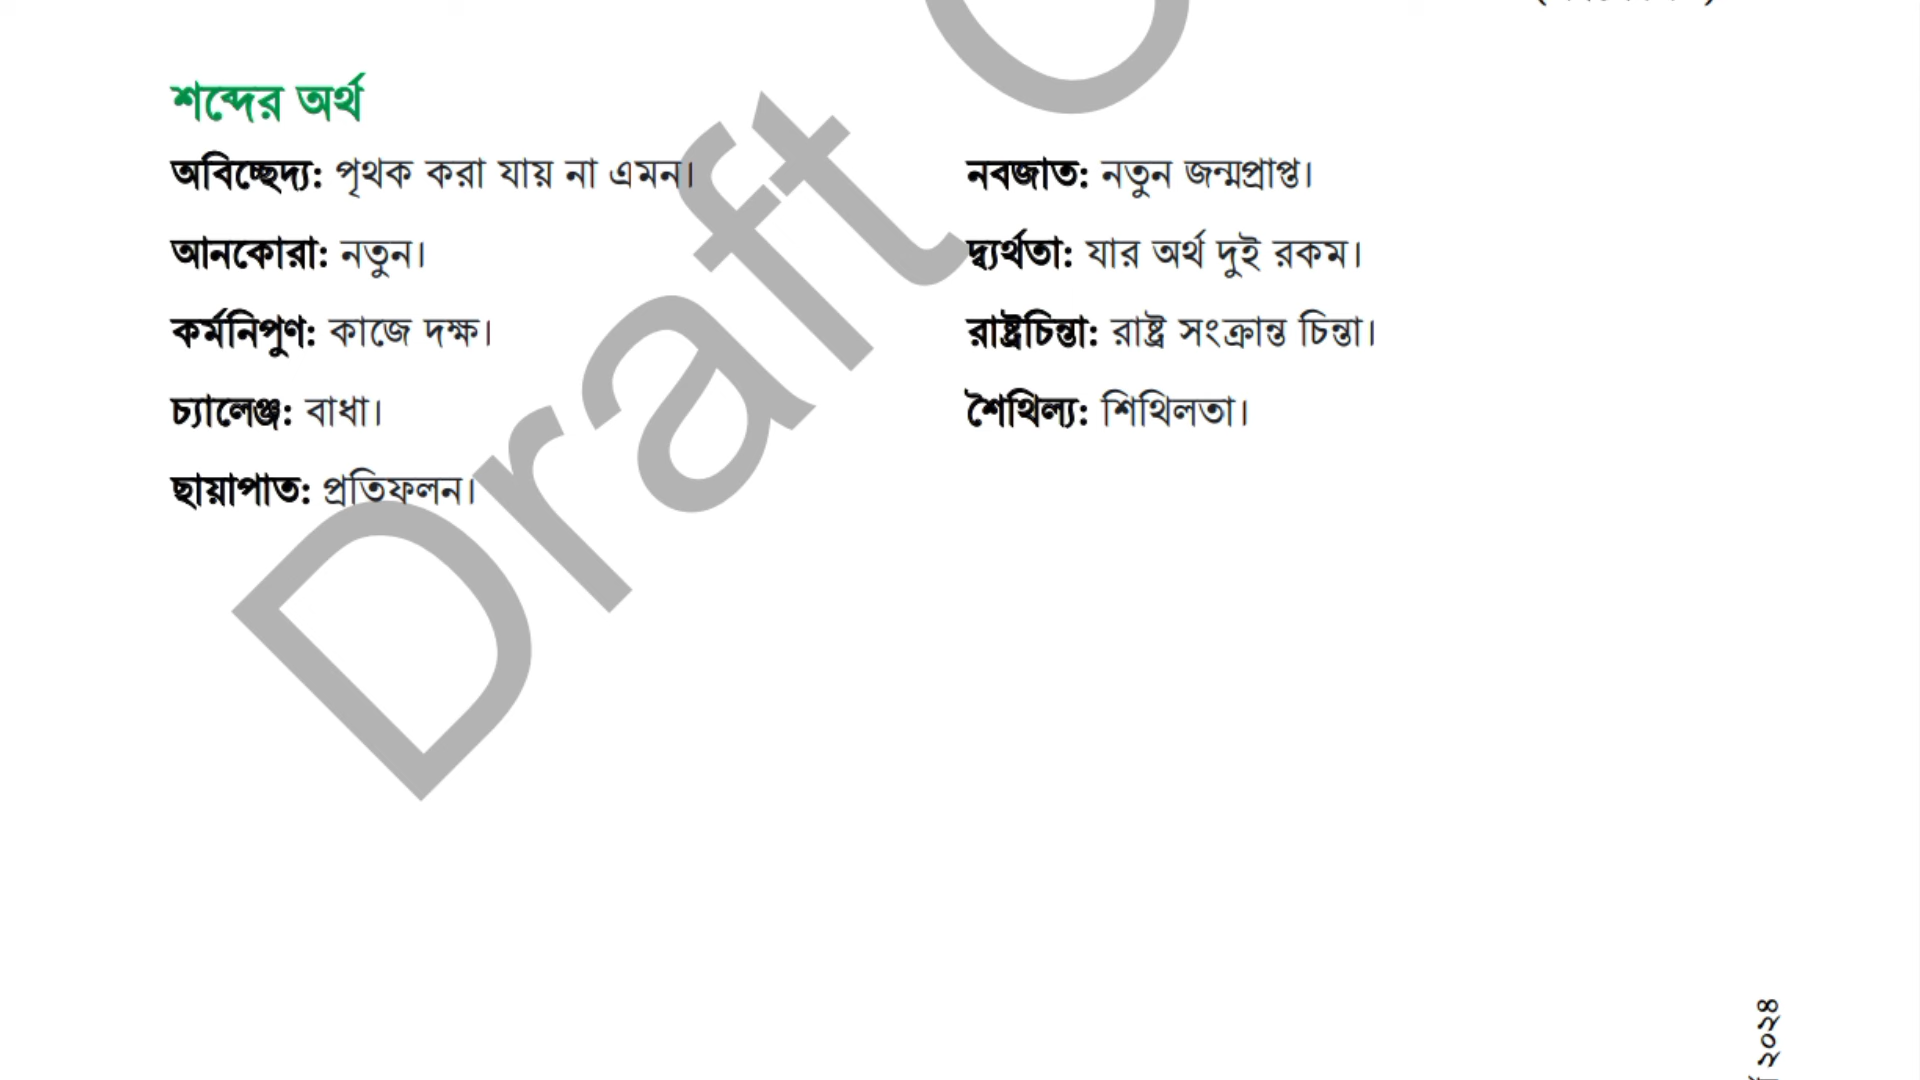 শব্দের অর্থ
অবিচ্ছেদ্য: পৃথক করা যায় না এমন।
আনকোরা: নতুন।
কর্মনিপুণ: কাজে দক্ষ।
চ্যালেঞ্জ: বাধা।
ছায়াপাত: প্রতিফলন।
নবজাত: নতুন জন্মপ্রাপ্ত।
দ্ব্যর্থতা: যার অর্থ দুই রকম।
রাষ্ট্রচিন্তা: রাষ্ট্র সংক্রান্ত চিন্তা।
শৈথিল্য: শিথিলতা।
Draft
২০২৪